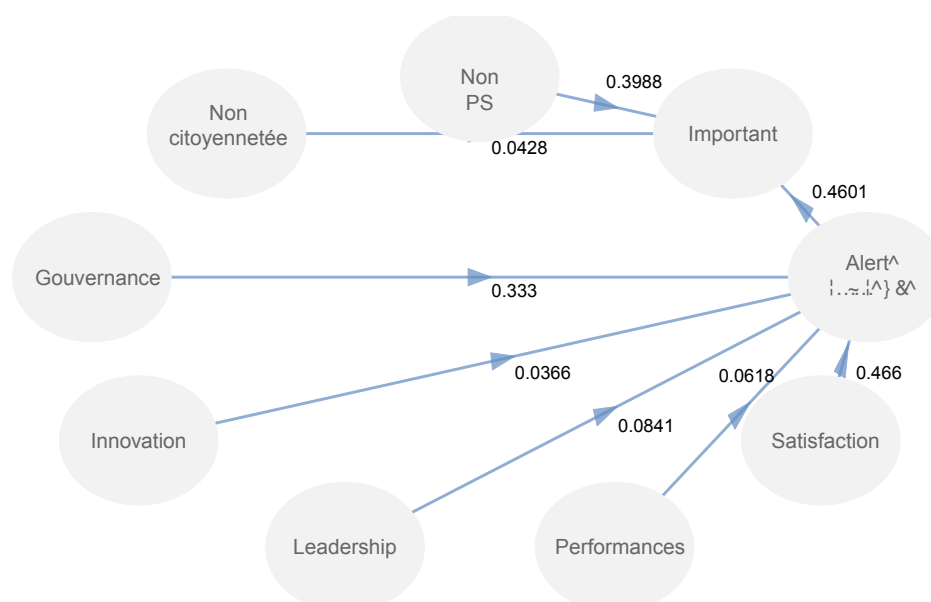 Non
PS
0.3988
Non
citoyennetée
Important
0.0428
0.4601
Alert^
Gouvernance
0.333
0.0366
0.0618
0.466
0.0841
Innovation
Satisfaction
Leadership
Performances